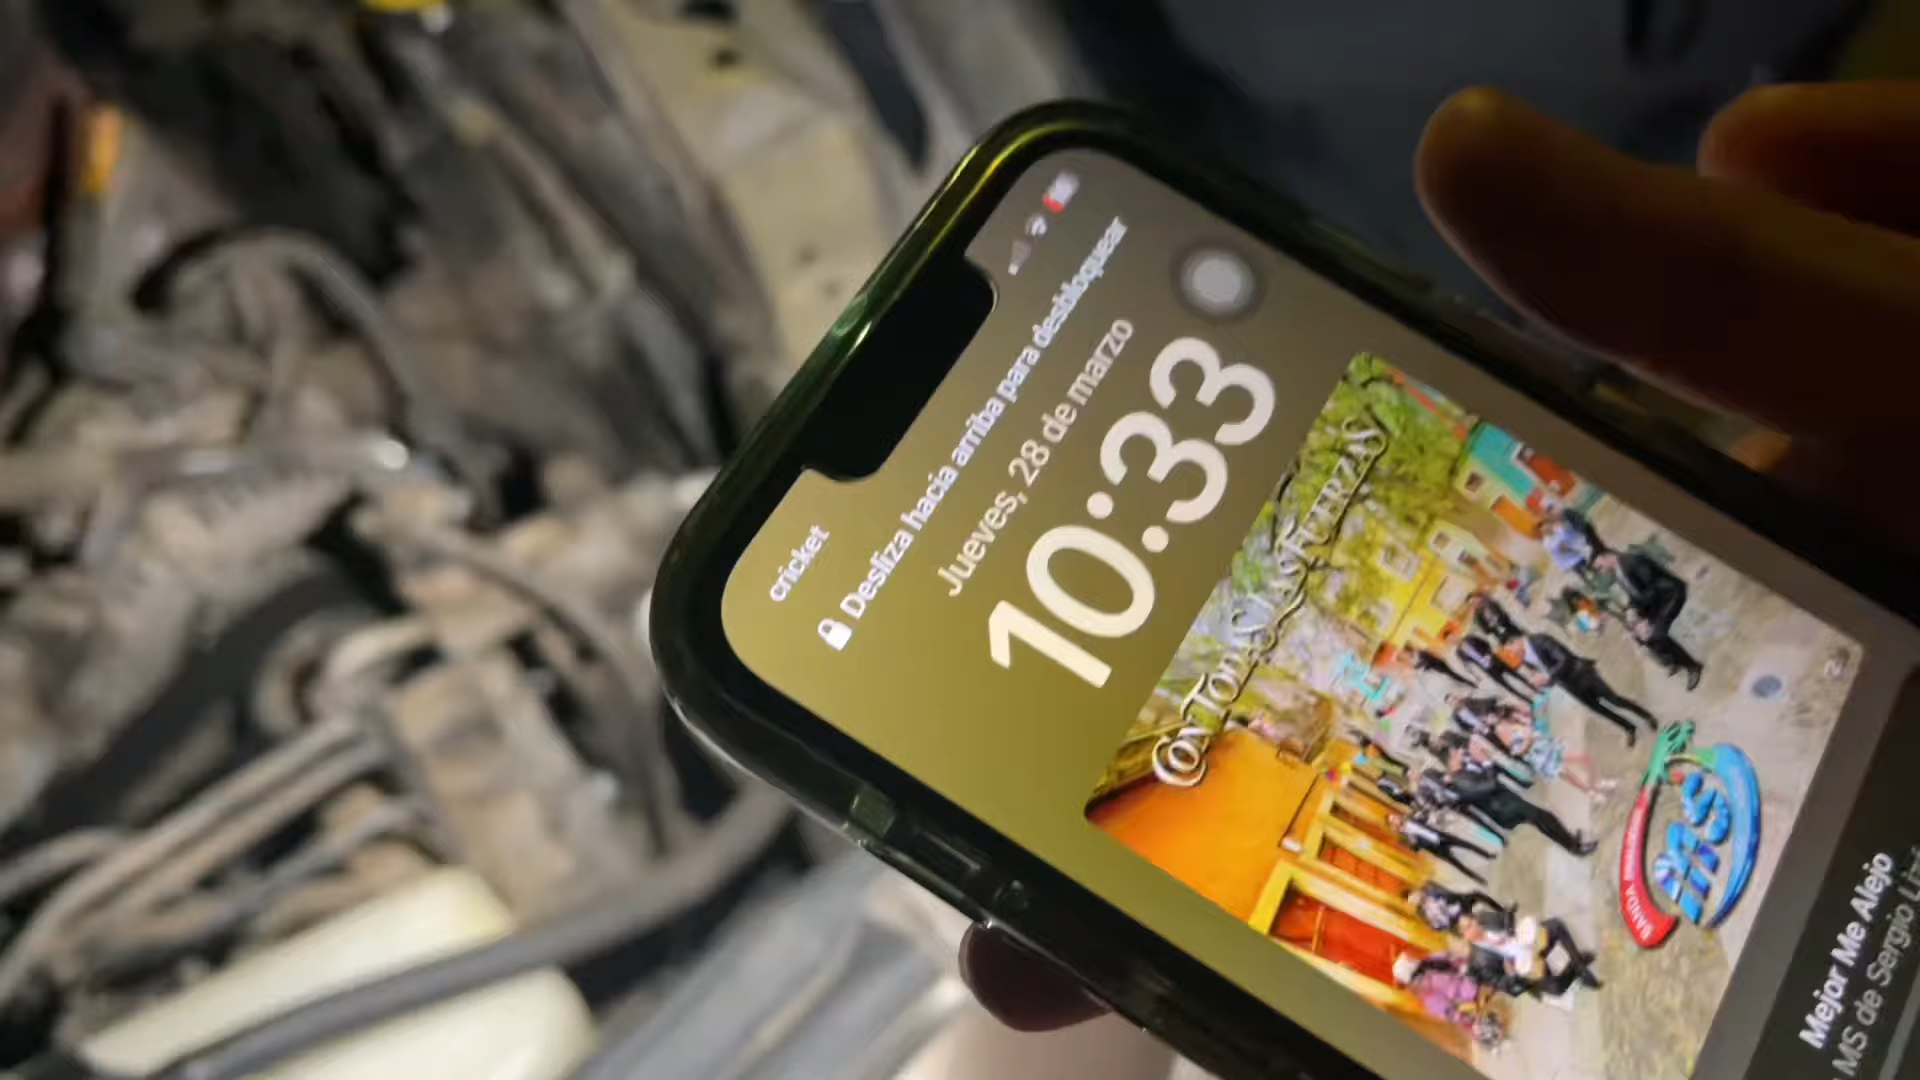 cricket
Desliza hacia arriba para desbloquear
Jueves, 28 de marzo
10:33
CON TODAS LAS FUERZAS
BANDA MS
Mejor Me Alejo
MS de Sergio